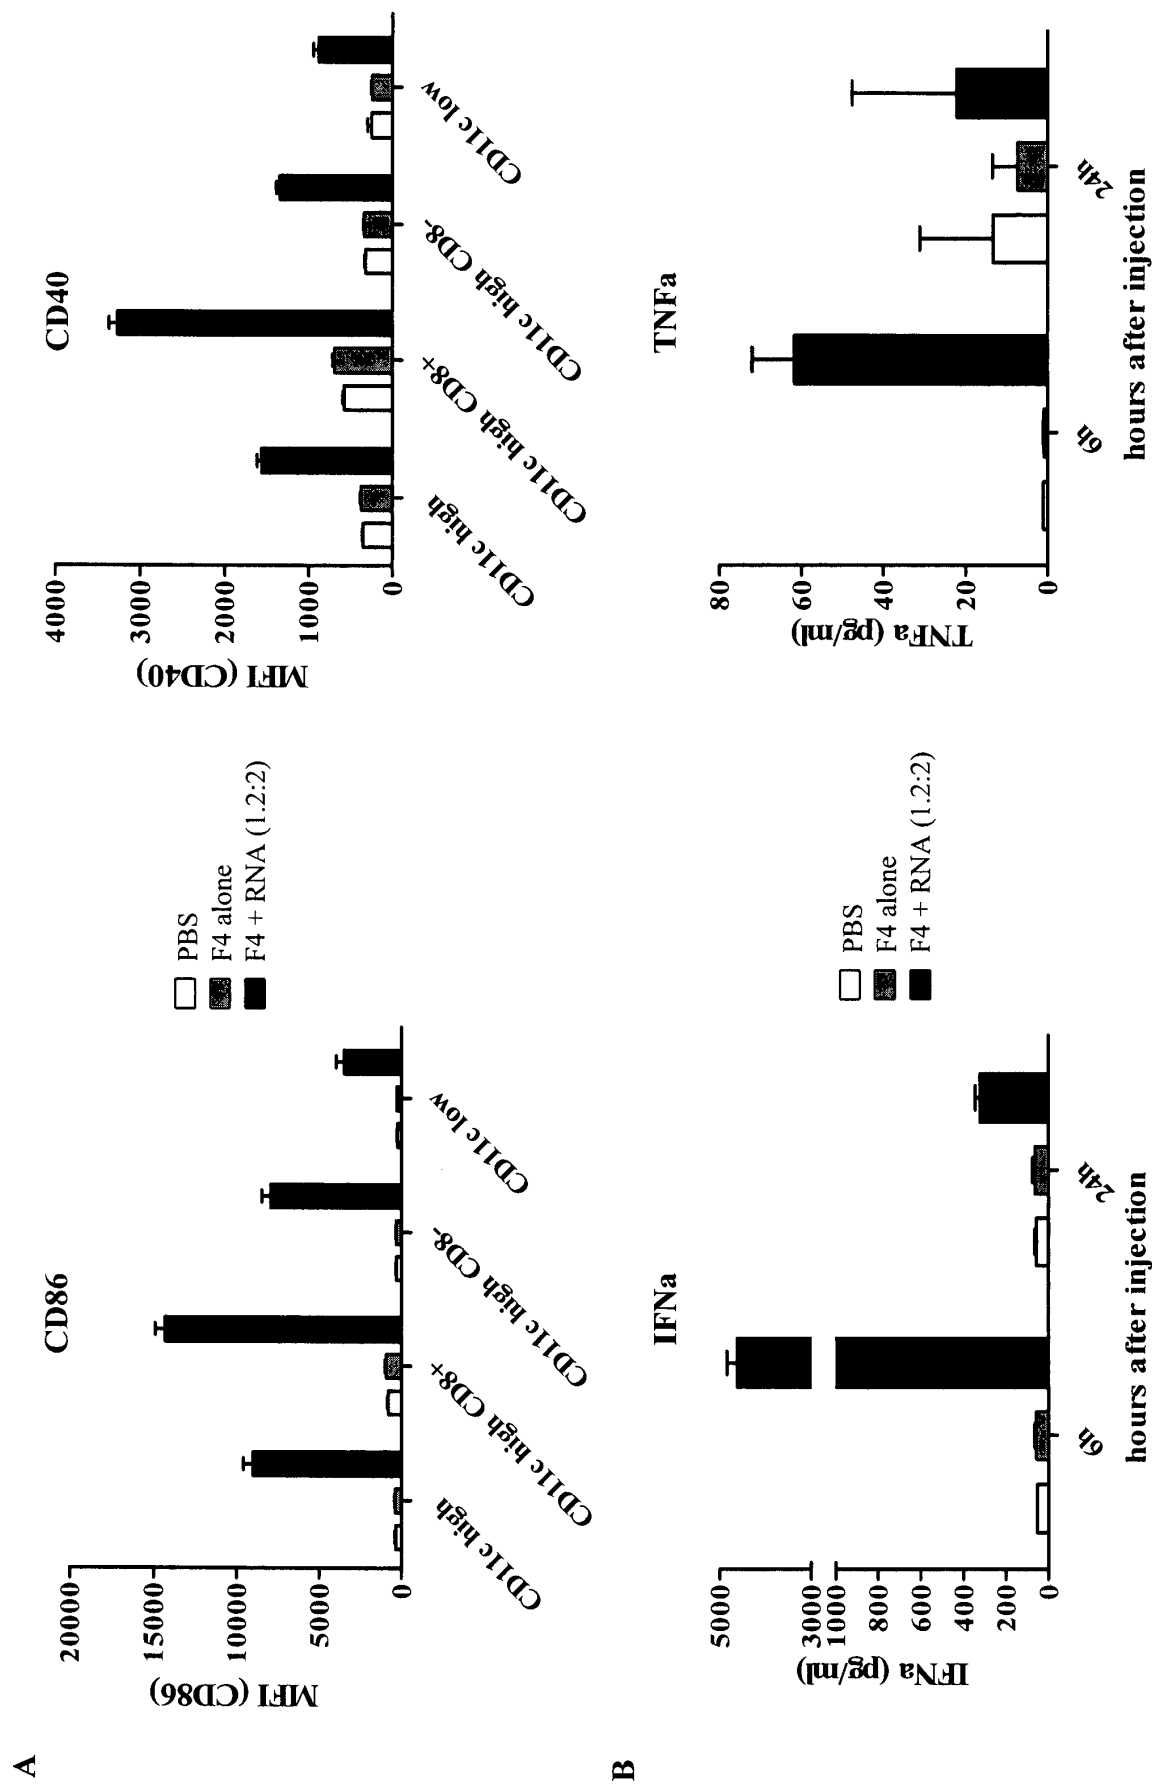 A
CD86
MFI (CD86)
20000
15000
10000
5000
0
CD11c high
CD11c high CD8+
CD11c high CD8-
CD11c low
PBS
F4 alone
F4 + RNA (1.2:2)
CD40
MFI (CD40)
4000
3000
2000
1000
0
CD11c high
CD11c high CD8+
CD11c high CD8-
CD11c low
B
IFNa
IFNa (pg/ml)
5000
3000
1000
800
600
400
200
0
6h
24h
hours after injection
PBS
F4 alone
F4 + RNA (1.2:2)
TNFa
TNFa (pg/ml)
80
60
40
20
0
6h
24h
hours after injection